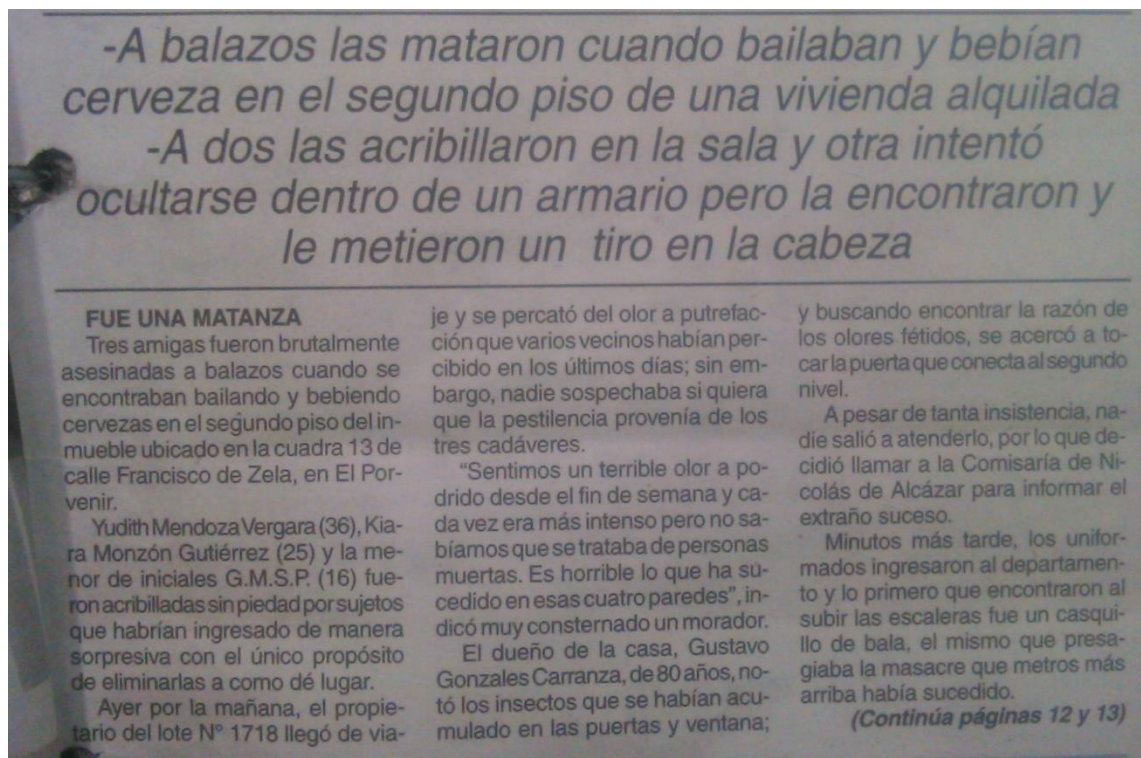 -A balazos las mataron cuando bailaban y bebían
cerveza en el segundo piso de una vivienda alquilada
-A dos las acribillaron en la sala y otra intentó
ocultarse dentro de un armario pero la encontraron y
le metieron un tiro en la cabeza
FUE UNA MATANZA
Tres amigas fueron brutalmente
asesinadas a balazos cuando se
encontraban bailando y bebiendo
cervezas en el segundo piso del in-
mueble ubicado en la cuadra 13 de
calle Francisco de Zela, en El Por-
venir.
Yudith Mendoza Vergara (36), Kia-
ra Monzón Gutiérrez (25) y la me-
nor de iniciales G.M.S.P. (16) fue-
ron acribilladas sin piedad por sujetos
que habrían ingresado de manera
sorpresiva con el único propósito
de eliminarlas a como dé lugar.
Ayer por la mañana, el propie-
tario del lote Nº 1718 llegó de via-
je y se percató del olor a putrefac-
ción que varios vecinos habían per-
cibido en los últimos días; sin em-
bargo, nadie sospechaba si quiera
que la pestilencia provenía de los
tres cadáveres.
“Sentimos un terrible olor a po-
drido desde el fin de semana y ca-
da vez era más intenso pero no sa-
bíamos que se trataba de personas
muertas. Es horrible lo que ha su-
cedido en esas cuatro paredes”, in-
dicó muy consternado un morador.
El dueño de la casa, Gustavo
Gonzales Carranza, de 80 años, no-
tó los insectos que se habían acu-
mulado en las puertas y ventana;
y buscando encontrar la razón de
los olores fétidos, se acercó a to-
car la puerta que conecta al segundo
nivel.
A pesar de tanta insistencia, na-
die salió a atenderlo, por lo que de-
cidió llamar a la Comisaría de Ni-
colás de Alcázar para informar el
extraño suceso.
Minutos más tarde, los unifor-
mados ingresaron al departamen-
to y lo primero que encontraron al
subir las escaleras fue un casqui-
llo de bala, el mismo que presa-
giaba la masacre que metros más
arriba había sucedido.
(Continúa páginas 12 y 13)